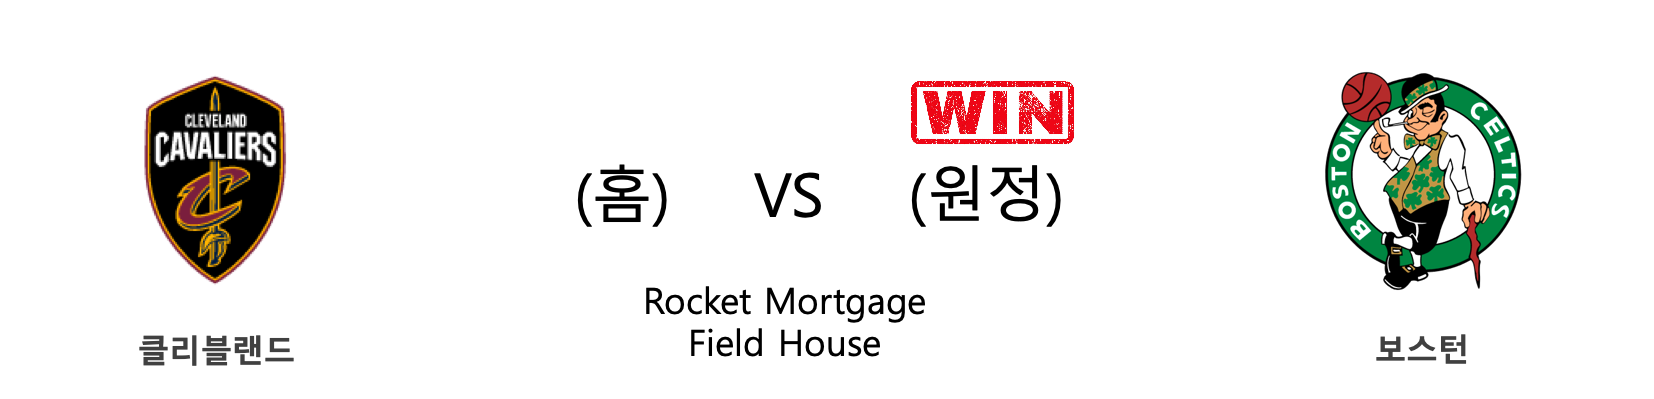 CLEVELAND
CAVALIERS
WIN
(홈) VS (원정)
BOSTON CELTICS
Rocket Mortgage
Field House
클리블랜드
보스턴